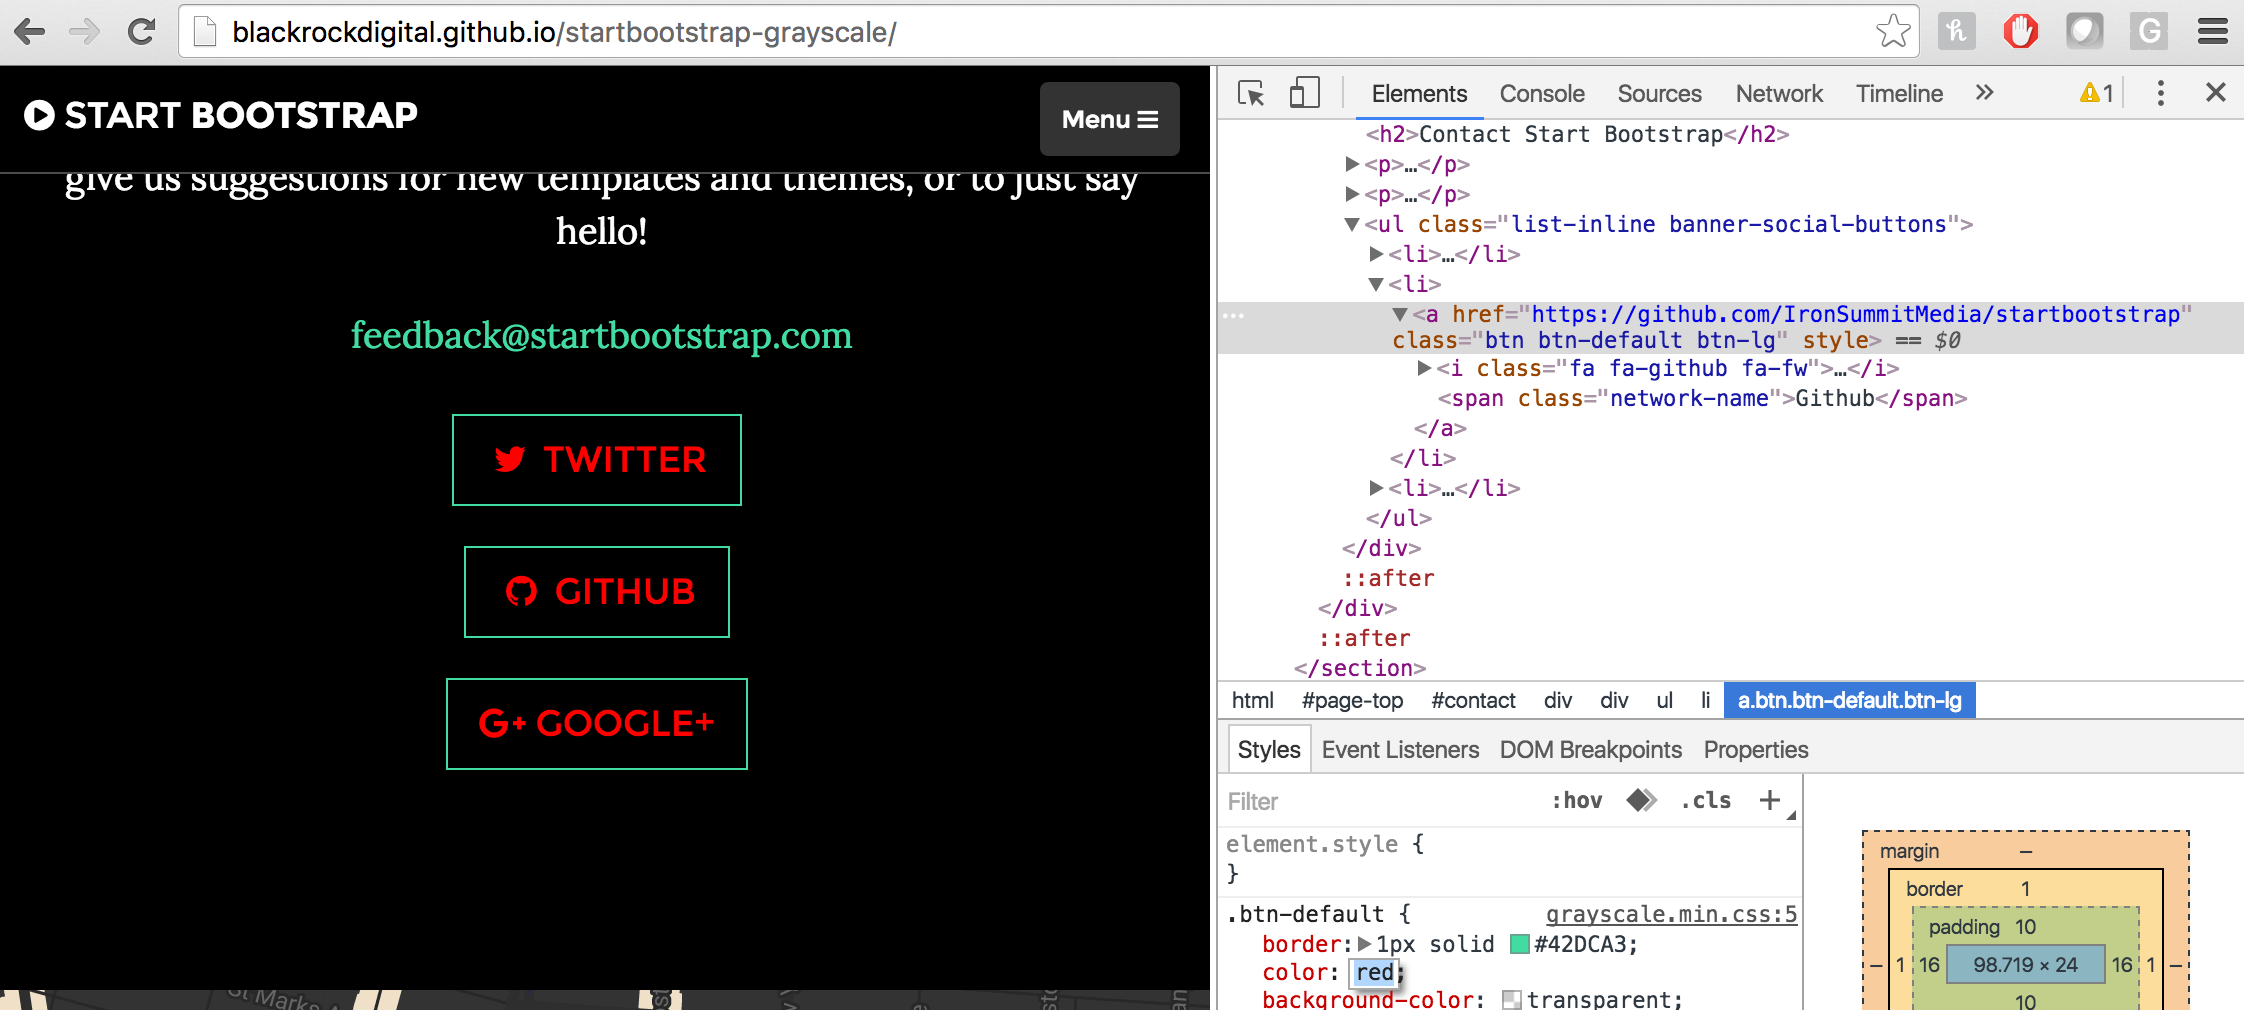 blackrockdigital.github.io/startbootstrap-grayscale/
START BOOTSTRAP
Menu
give us suggestions for new templates and themes, or to just say
hello!
feedback@startbootstrap.com
TWITTER
GITHUB
G+ GOOGLE+
St Marks
Elements Console Sources Network Timeline » 1
<h2>Contact Start Bootstrap</h2>
<p>…</p>
<p>…</p>
<ul class="list-inline banner-social-buttons">
<li>…</li>
<li>
<a href="https://github.com/IronSummitMedia/startbootstrap"
class="btn btn-default btn-lg" style> == $0
<i class="fa fa-github fa-fw">…</i>
<span class="network-name">Github</span>
</a>
</li>
<li>…</li>
</ul>
</div>
::after
</div>
::after
</section>
html #page-top #contact div div ul li a.btn.btn-default.btn-lg
Styles Event Listeners DOM Breakpoints Properties
Filter :hov .cls +
element.style {
}
.btn-default { grayscale.min.css:5
border: 1px solid #42DCA3;
color: red;
background-color: transparent;
margin –
border 1
padding 10
– 1 16 98.719 × 24 16 1 –
10